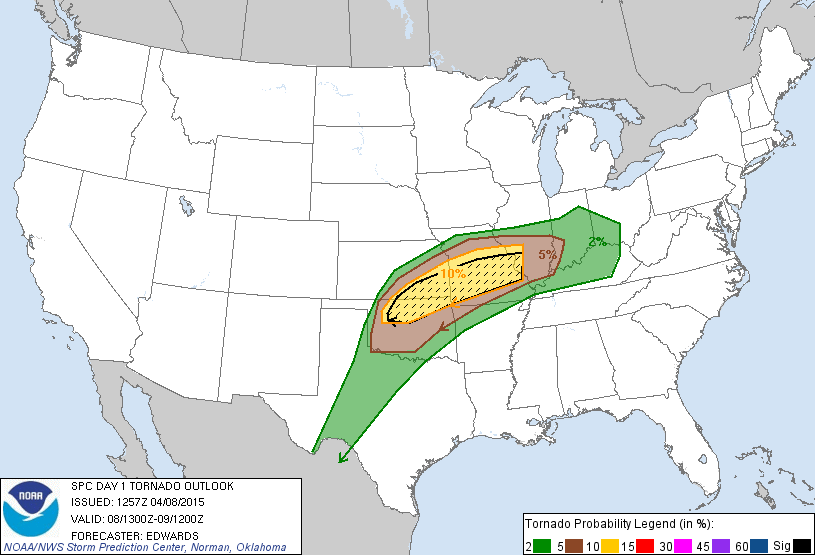 2%
5%
10%
NOAA
SPC DAY 1 TORNADO OUTLOOK
ISSUED: 1257Z 04/08/2015
VALID: 08/1300Z-09/1200Z
FORECASTER: EDWARDS
NOAA/NWS Storm Prediction Center, Norman, Oklahoma
Tornado Probability Legend (in %):
2 5 10 15 30 45 60 Sig